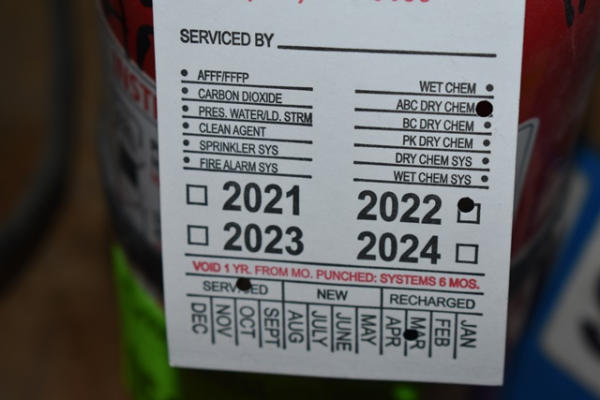 SERVICED BY
AFFF/FFFP
CARBON DIOXIDE
PRES. WATER/LD. STRM
CLEAN AGENT
SPRINKLER SYS
FIRE ALARM SYS
WET CHEM
ABC DRY CHEM
BC DRY CHEM
PK DRY CHEM
DRY CHEM SYS
WET CHEM SYS
2021 2022
2023 2024
VOID 1 YR. FROM MO. PUNCHED: SYSTEMS 6 MOS.
SERVICED NEW RECHARGED
DEC NOV OCT SEPT AUG JULY JUNE MAY APR MAR FEB JAN